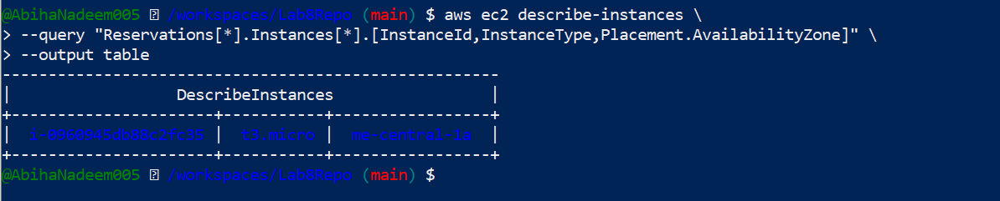 @AbihaNadeem005 /workspaces/Lab8Repo (main) $ aws ec2 describe-instances \
> --query "Reservations[*].Instances[*].[InstanceId,InstanceType,Placement.AvailabilityZone]" \
> --output table
-------------------------------------------------------
| DescribeInstances |
+-----------------------+------------+-----------------+
| i-0960945db88c2fc35 | t3.micro | me-central-1a |
+-----------------------+------------+-----------------+
@AbihaNadeem005 /workspaces/Lab8Repo (main) $